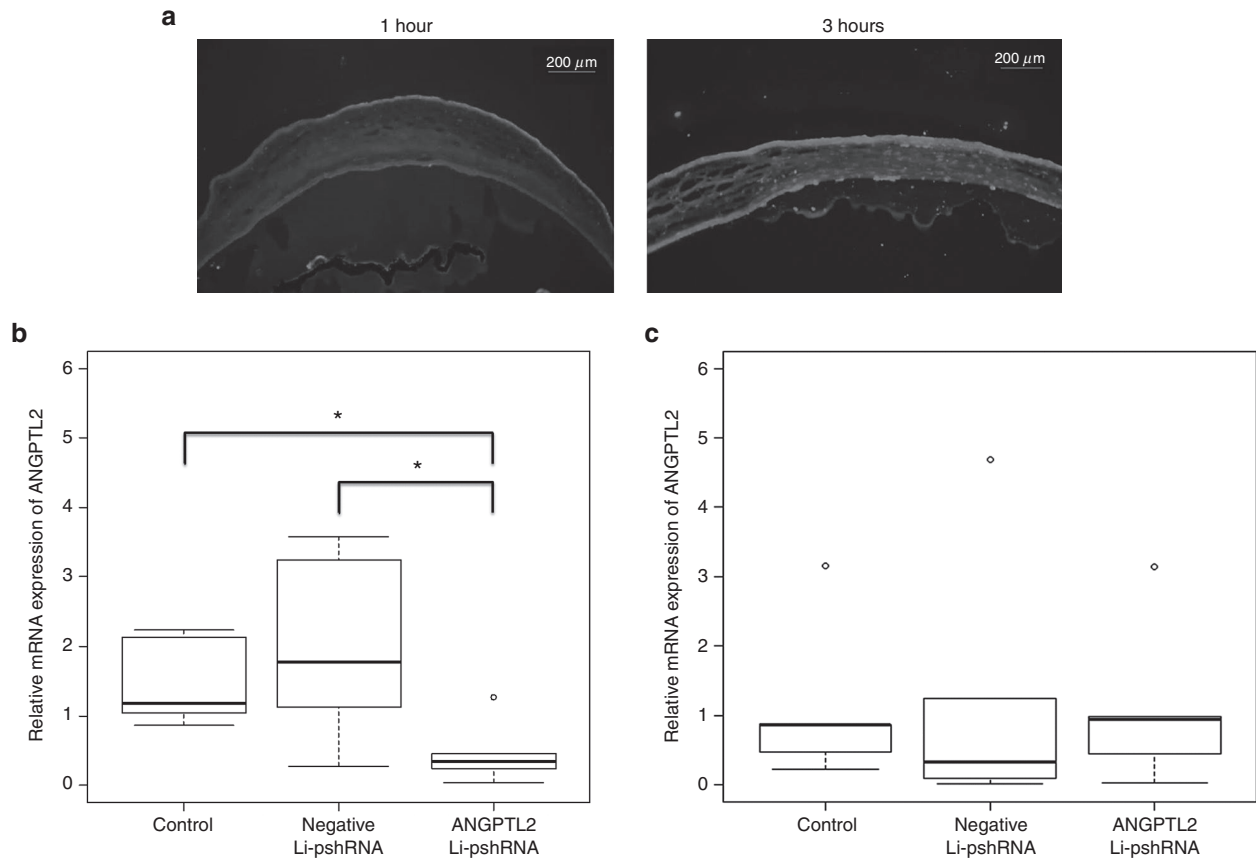 a
1 hour
3 hours
200 μm
200 μm
b
c
Relative mRNA expression of ANGPTL2
6
5
4
3
2
1
0
*
*
Control
Negative
Li-pshRNA
ANGPTL2
Li-pshRNA
Relative mRNA expression of ANGPTL2
6
5
4
3
2
1
0
Control
Negative
Li-pshRNA
ANGPTL2
Li-pshRNA